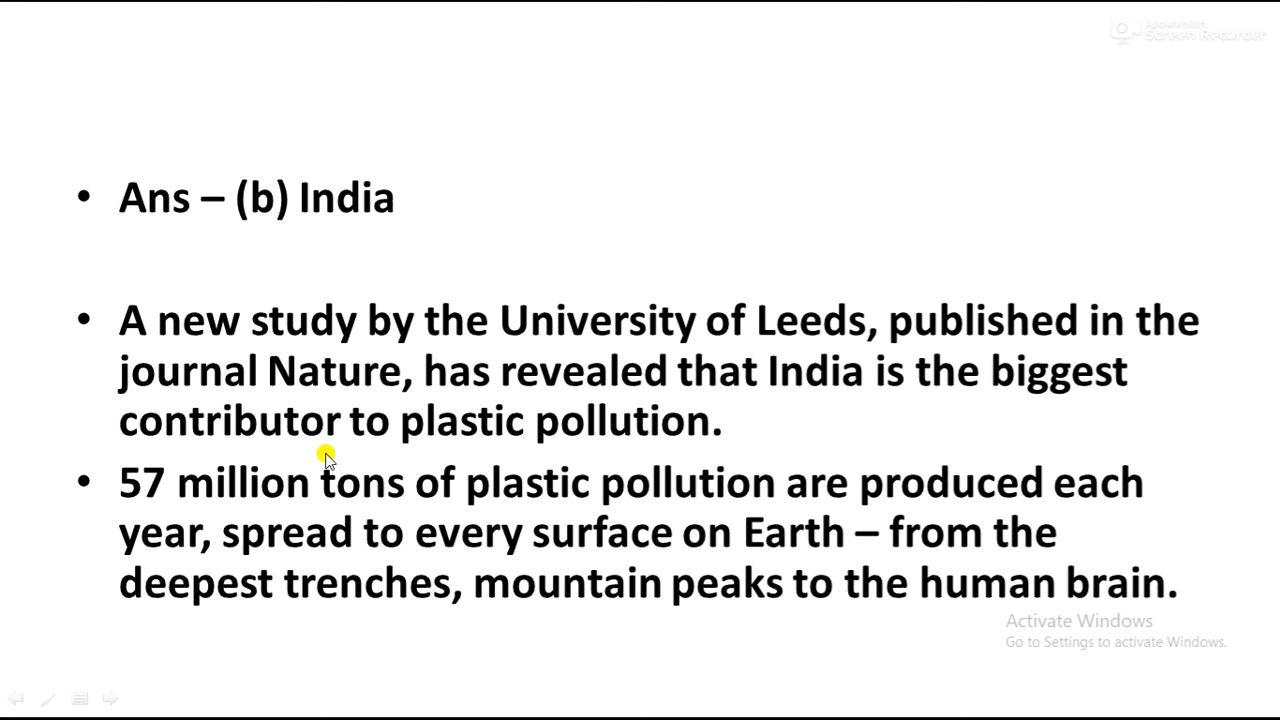 Apowersoft
Screen Recorder
• Ans – (b) India
• A new study by the University of Leeds, published in the
journal Nature, has revealed that India is the biggest
contributor to plastic pollution.
• 57 million tons of plastic pollution are produced each
year, spread to every surface on Earth – from the
deepest trenches, mountain peaks to the human brain.
Activate Windows
Go to Settings to activate Windows.